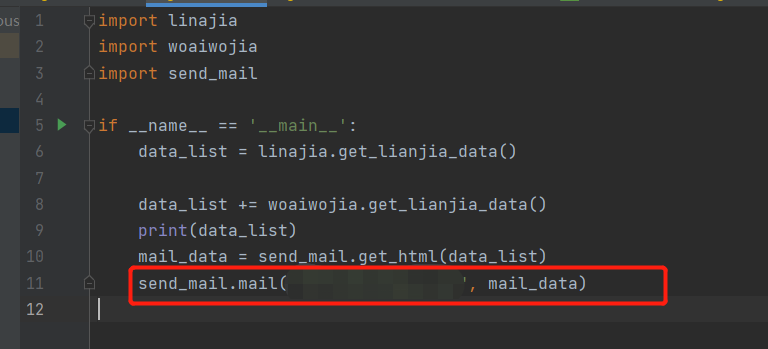 ous
1 import linajia
2 import woaiwojia
3 import send_mail
4
5 if __name__ == '__main__':
6 data_list = linajia.get_lianjia_data()
7
8 data_list += woaiwojia.get_lianjia_data()
9 print(data_list)
10 mail_data = send_mail.get_html(data_list)
11 send_mail.mail( ', mail_data)
12